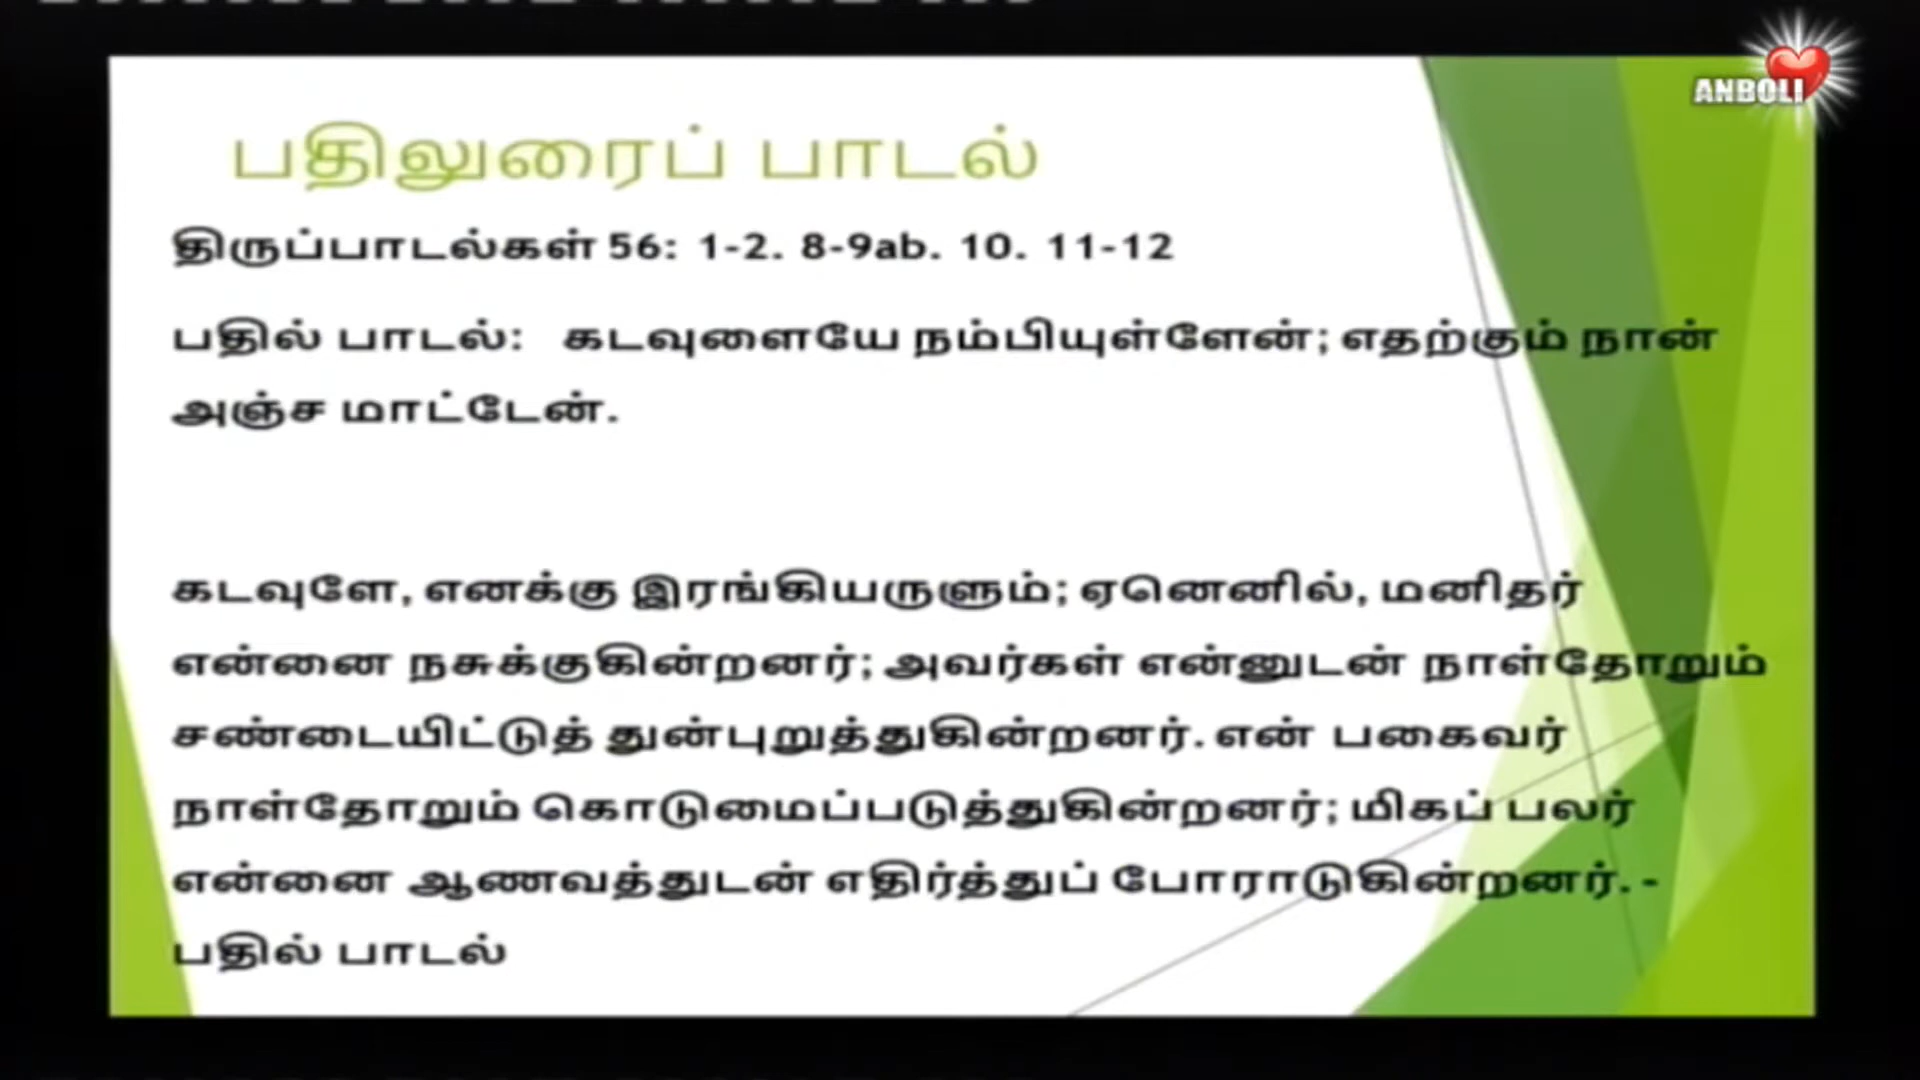 ANBOLI
பதிலுரைப் பாடல்
திருப்பாடல்கள் 56: 1-2. 8-9ab. 10. 11-12
பதில் பாடல்: கடவுளையே நம்பியுள்ளேன்; எதற்கும் நான்
அஞ்ச மாட்டேன்.
கடவுளே, எனக்கு இரங்கியருளும்; ஏனெனில், மனிதர்
என்னை நசுக்குகின்றனர்; அவர்கள் என்னுடன் நாள்தோறும்
சண்டையிட்டுத் துன்புறுத்துகின்றனர். என் பகைவர்
நாள்தோறும் கொடுமைப்படுத்துகின்றனர்; மிகப் பலர்
என்னை ஆணவத்துடன் எதிர்த்துப் போராடுகின்றனர். -
பதில் பாடல்